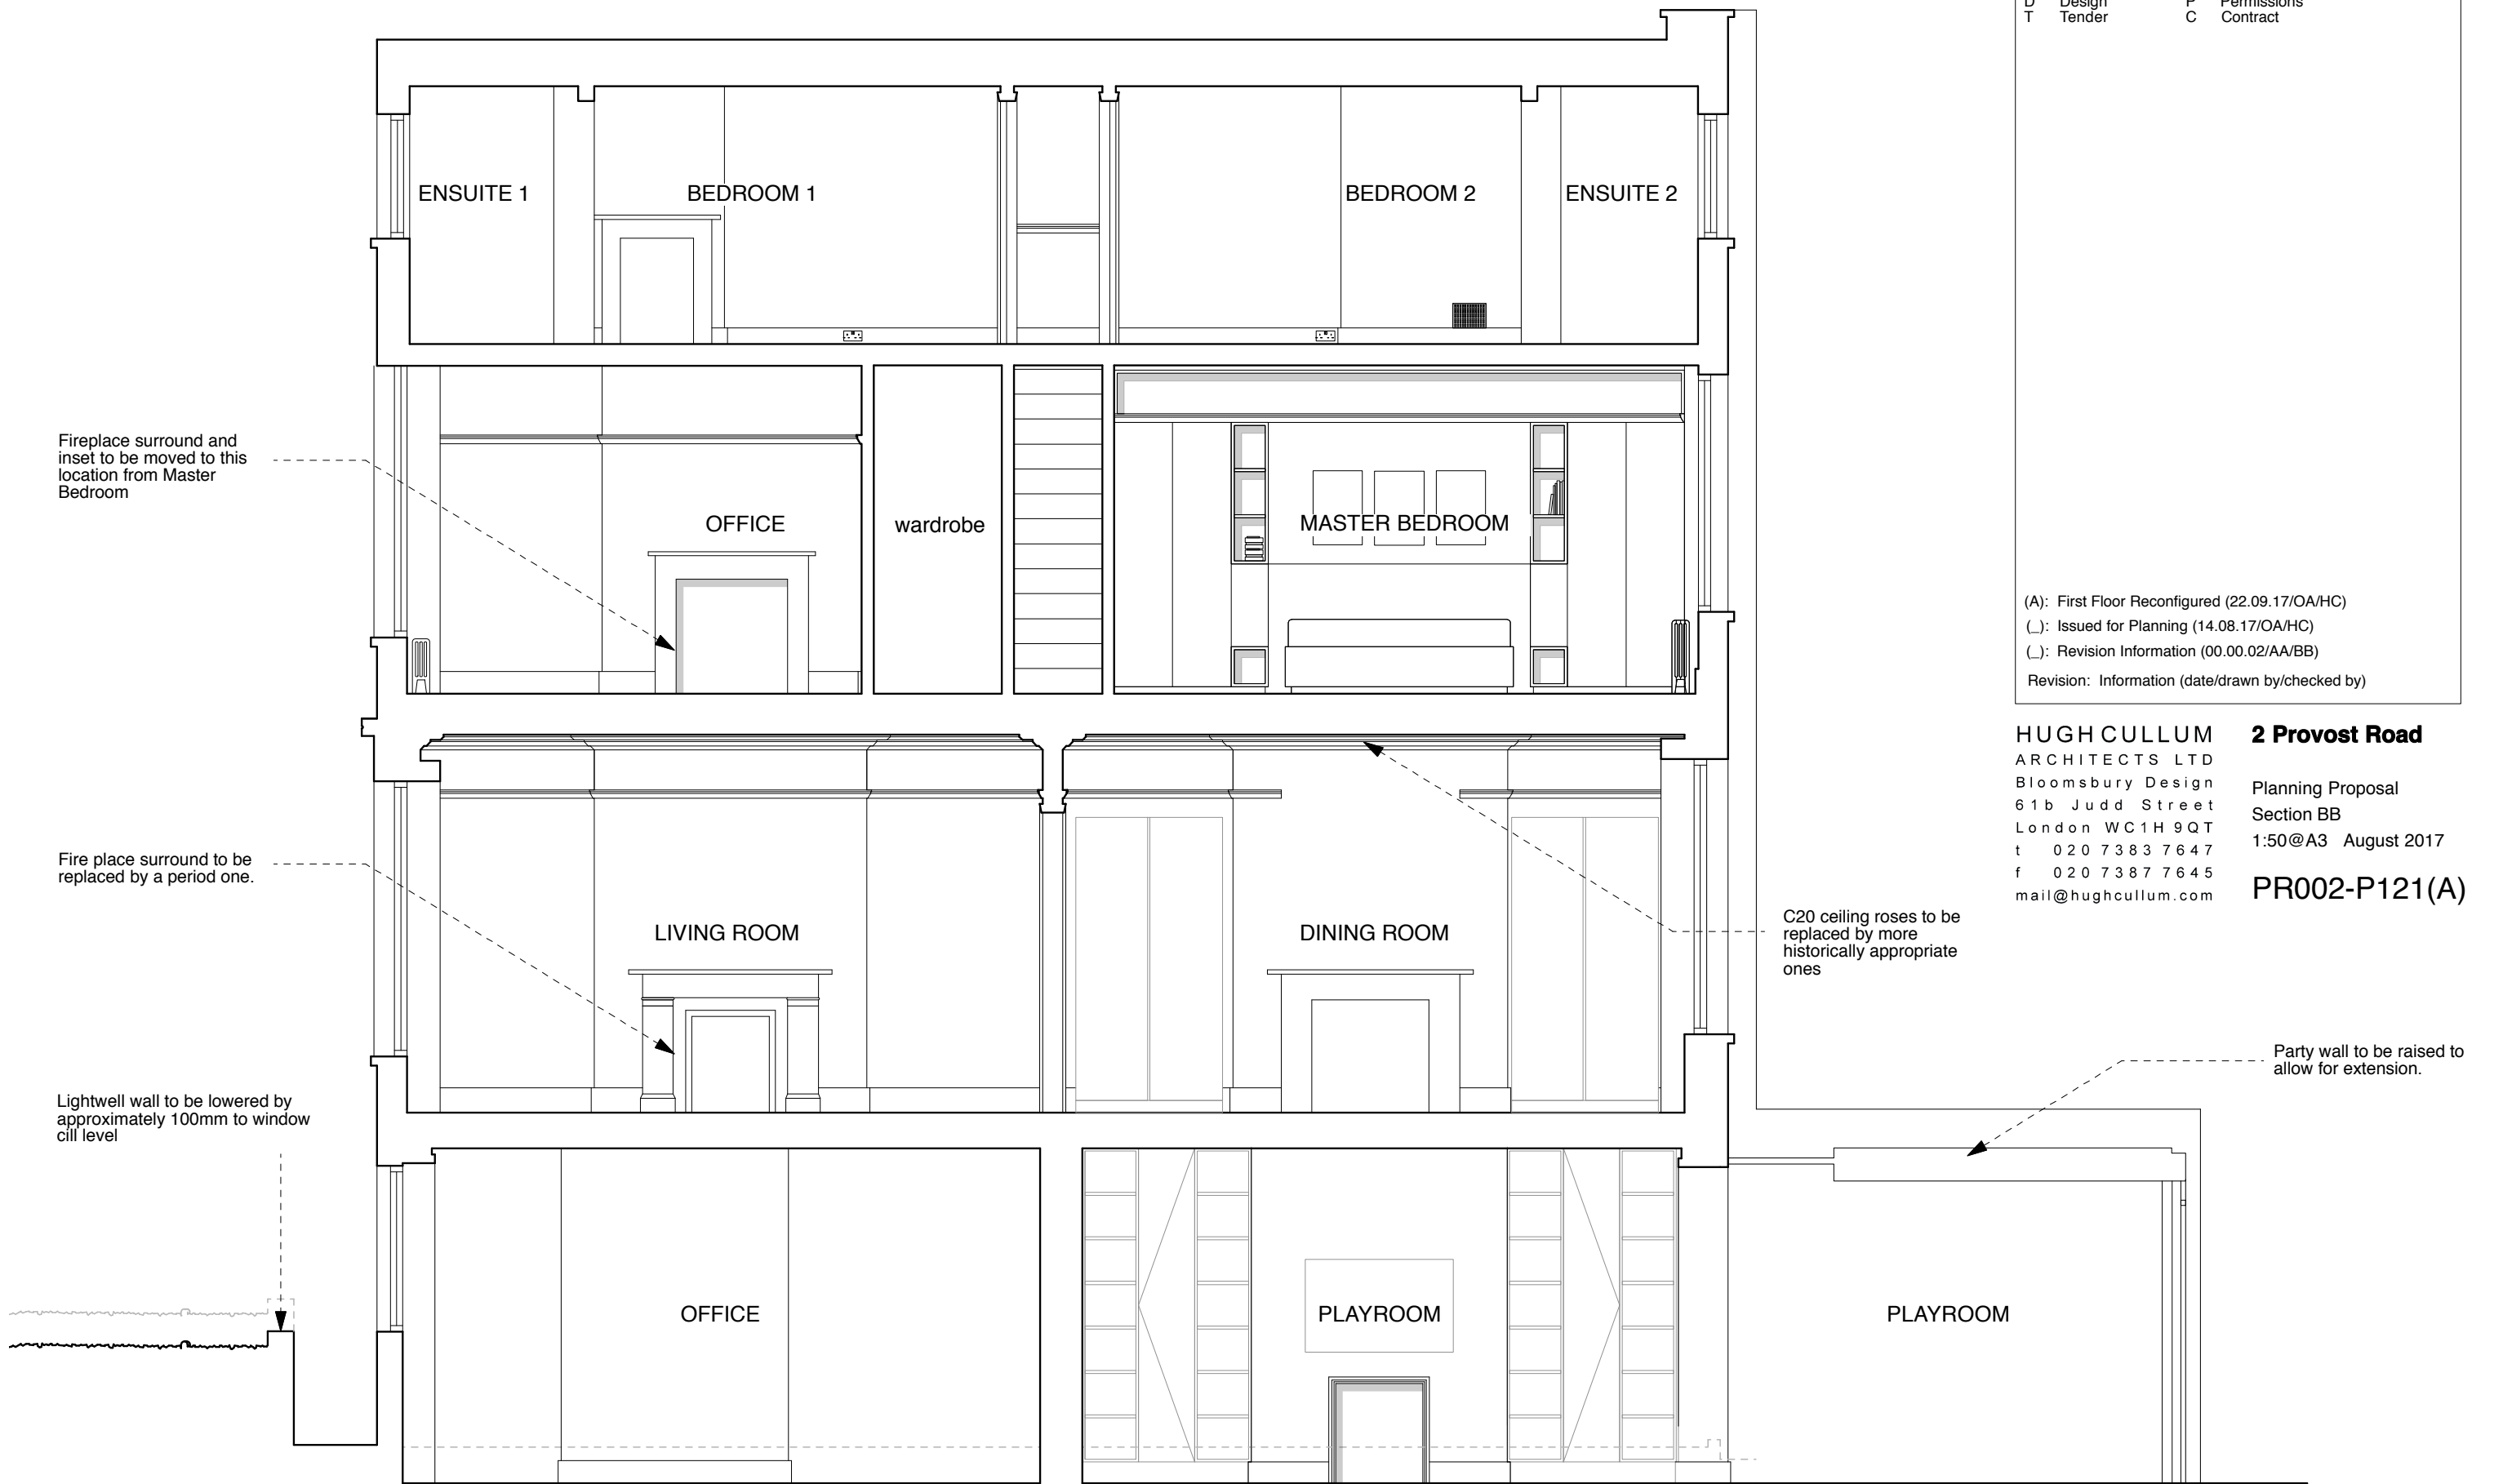 D Design P Permissions
T Tender C Contract
ENSUITE 1
BEDROOM 1
BEDROOM 2
ENSUITE 2
Fireplace surround and
inset to be moved to this
location from Master
Bedroom
OFFICE
wardrobe
MASTER BEDROOM
(A): First Floor Reconfigured (22.09.17/OA/HC)
(_): Issued for Planning (14.08.17/OA/HC)
(_): Revision Information (00.00.02/AA/BB)
Revision: Information (date/drawn by/checked by)
HUGH CULLUM
ARCHITECTS LTD
Bloomsbury Design
61b Judd Street
London WC1H 9QT
t 020 7383 7647
f 020 7387 7645
mail@hughcullum.com
2 Provost Road
Planning Proposal
Section BB
1:50@A3 August 2017
PR002-P121(A)
Fire place surround to be
replaced by a period one.
LIVING ROOM
DINING ROOM
C20 ceiling roses to be
replaced by more
historically appropriate
ones
Party wall to be raised to
allow for extension.
Lightwell wall to be lowered by
approximately 100mm to window
cill level
OFFICE
PLAYROOM
PLAYROOM